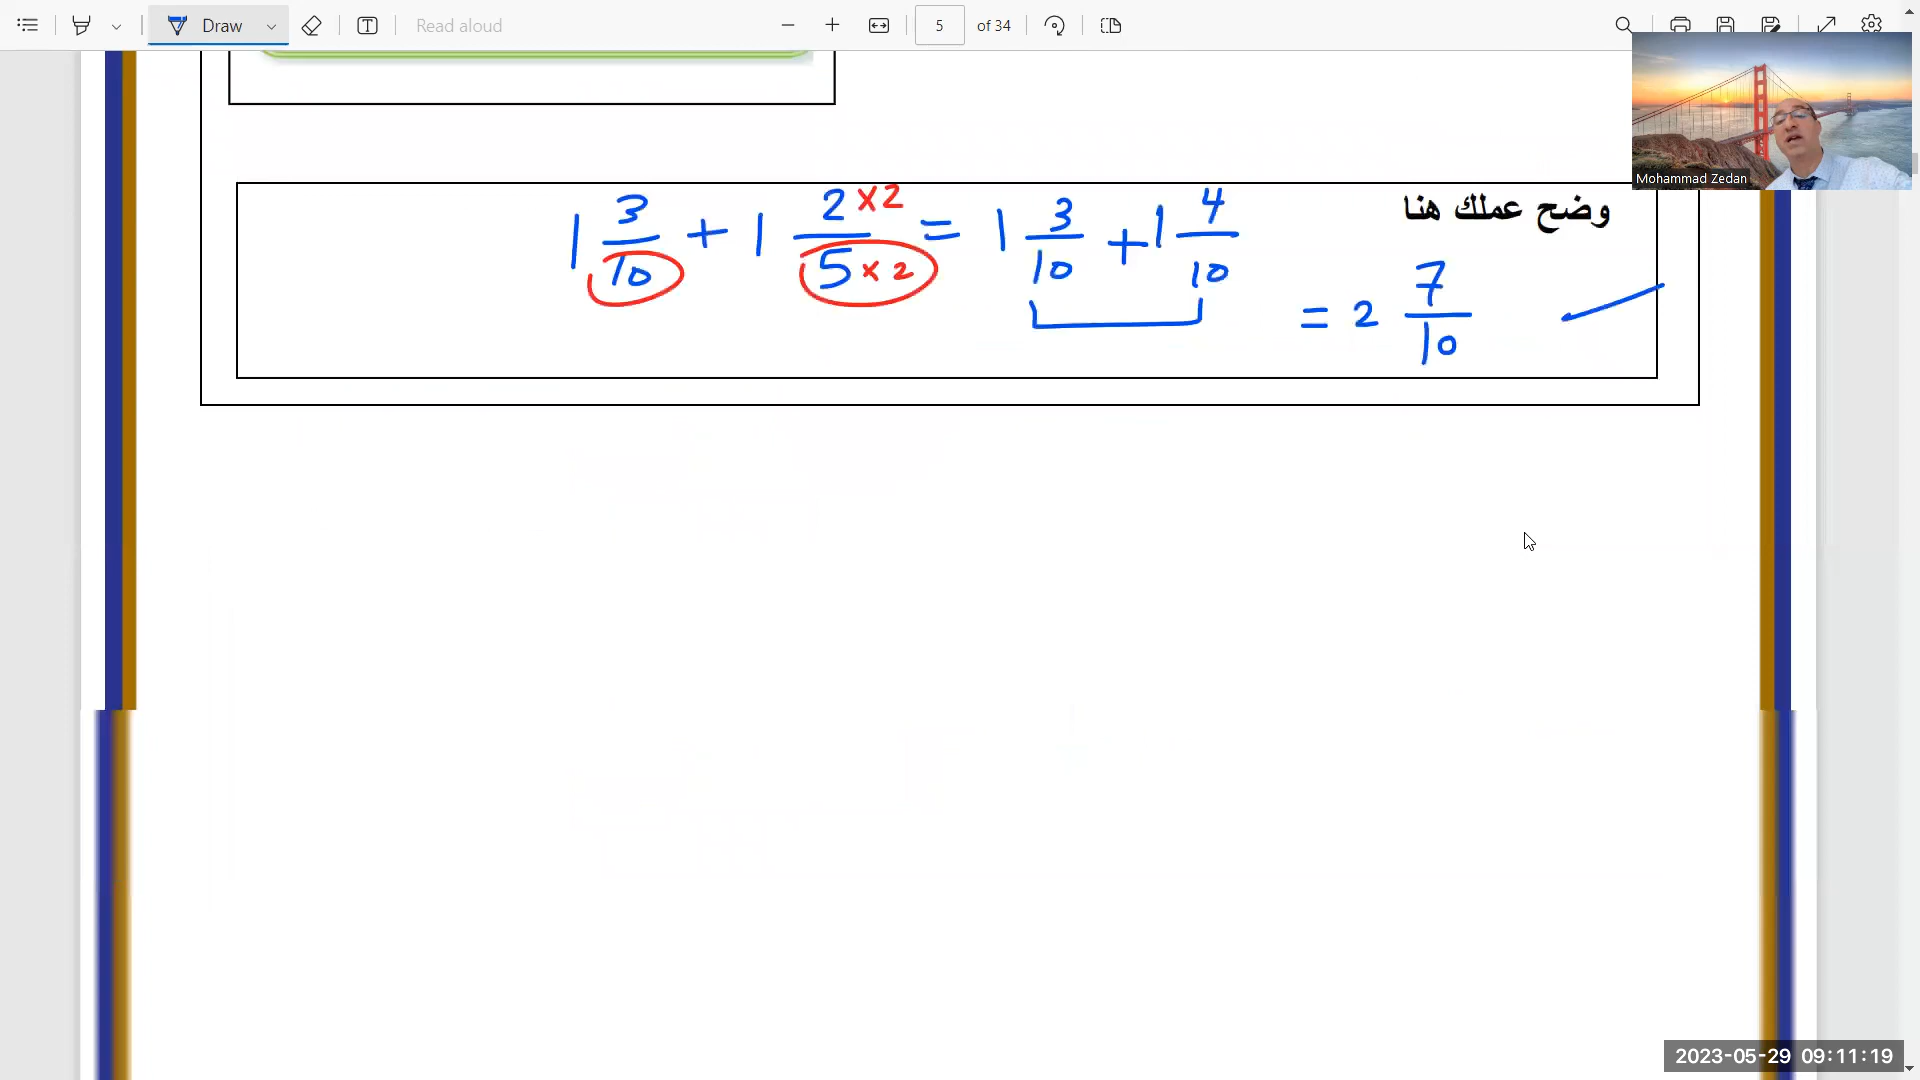 Draw
Read aloud
5 of 34
Mohammad Zedan
وضح عملك هنا
1 3/10 + 1 2×2/5×2 = 1 3/10 + 1 4/10
= 2 7/10
2023-05-29 09:11:19